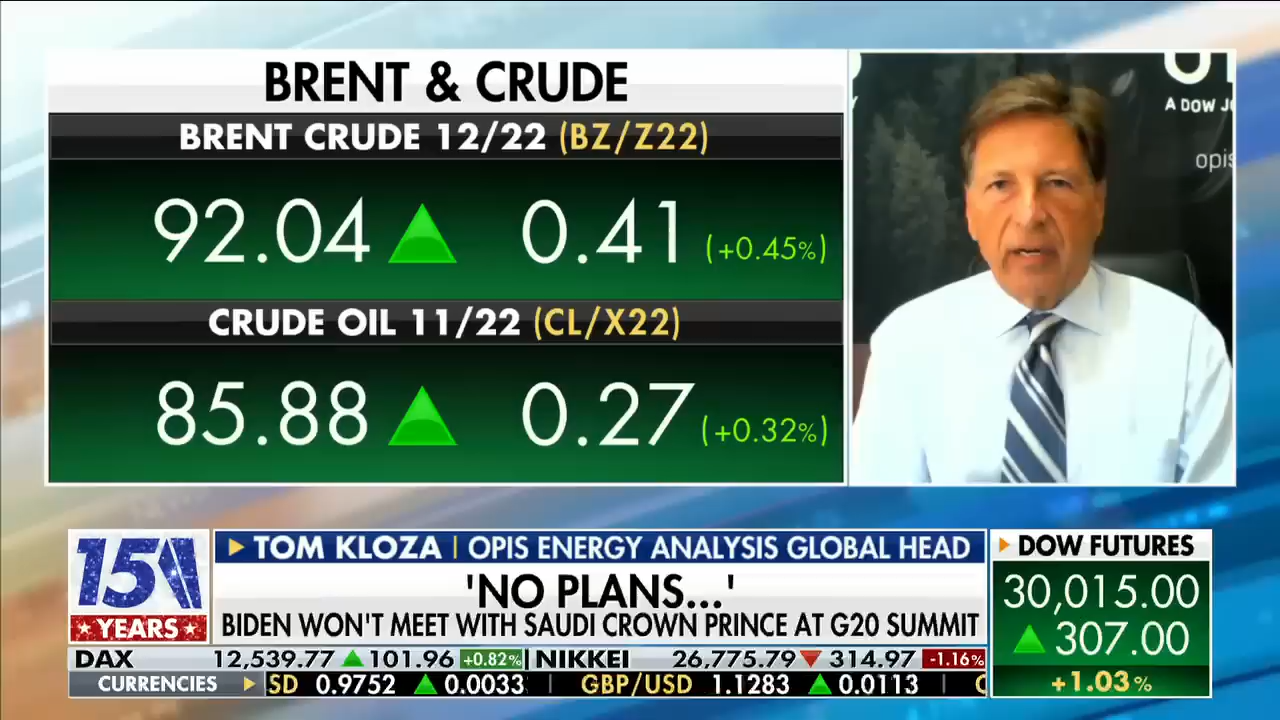 BRENT & CRUDE
BRENT CRUDE 12/22 (BZ/Z22)
92.04 ▲ 0.41 (+0.45%)
CRUDE OIL 11/22 (CL/X22)
85.88 ▲ 0.27 (+0.32%)
A DOW
opis
15
YEARS
TOM KLOZA | OPIS ENERGY ANALYSIS GLOBAL HEAD
'NO PLANS...'
BIDEN WON'T MEET WITH SAUDI CROWN PRINCE AT G20 SUMMIT
DOW FUTURES
30,015.00
▲ 307.00
+1.03%
DAX 12,539.77 ▲ 101.96 +0.82% NIKKEI 26,775.79 ▼ 314.97 -1.16%
CURRENCIES SD 0.9752 ▲ 0.0033 | GBP/USD 1.1283 ▲ 0.0113 |